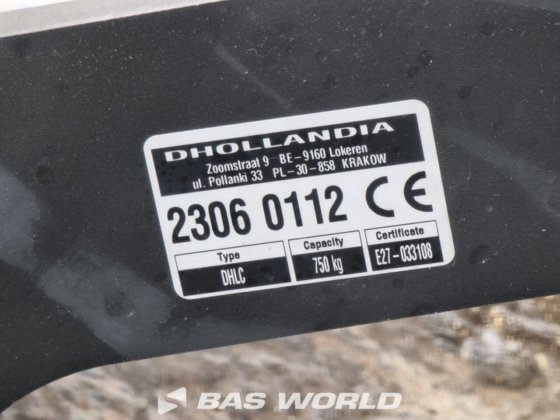 DHOLLANDIA
Zoomstraat 9 BE-9160 Lokeren
ul. Pollanki 33 PL-30-858 KRAKOW
2306 0112 CE
Type Capacity Certificate
DHLC 750 kg E27-033108
BAS WORLD